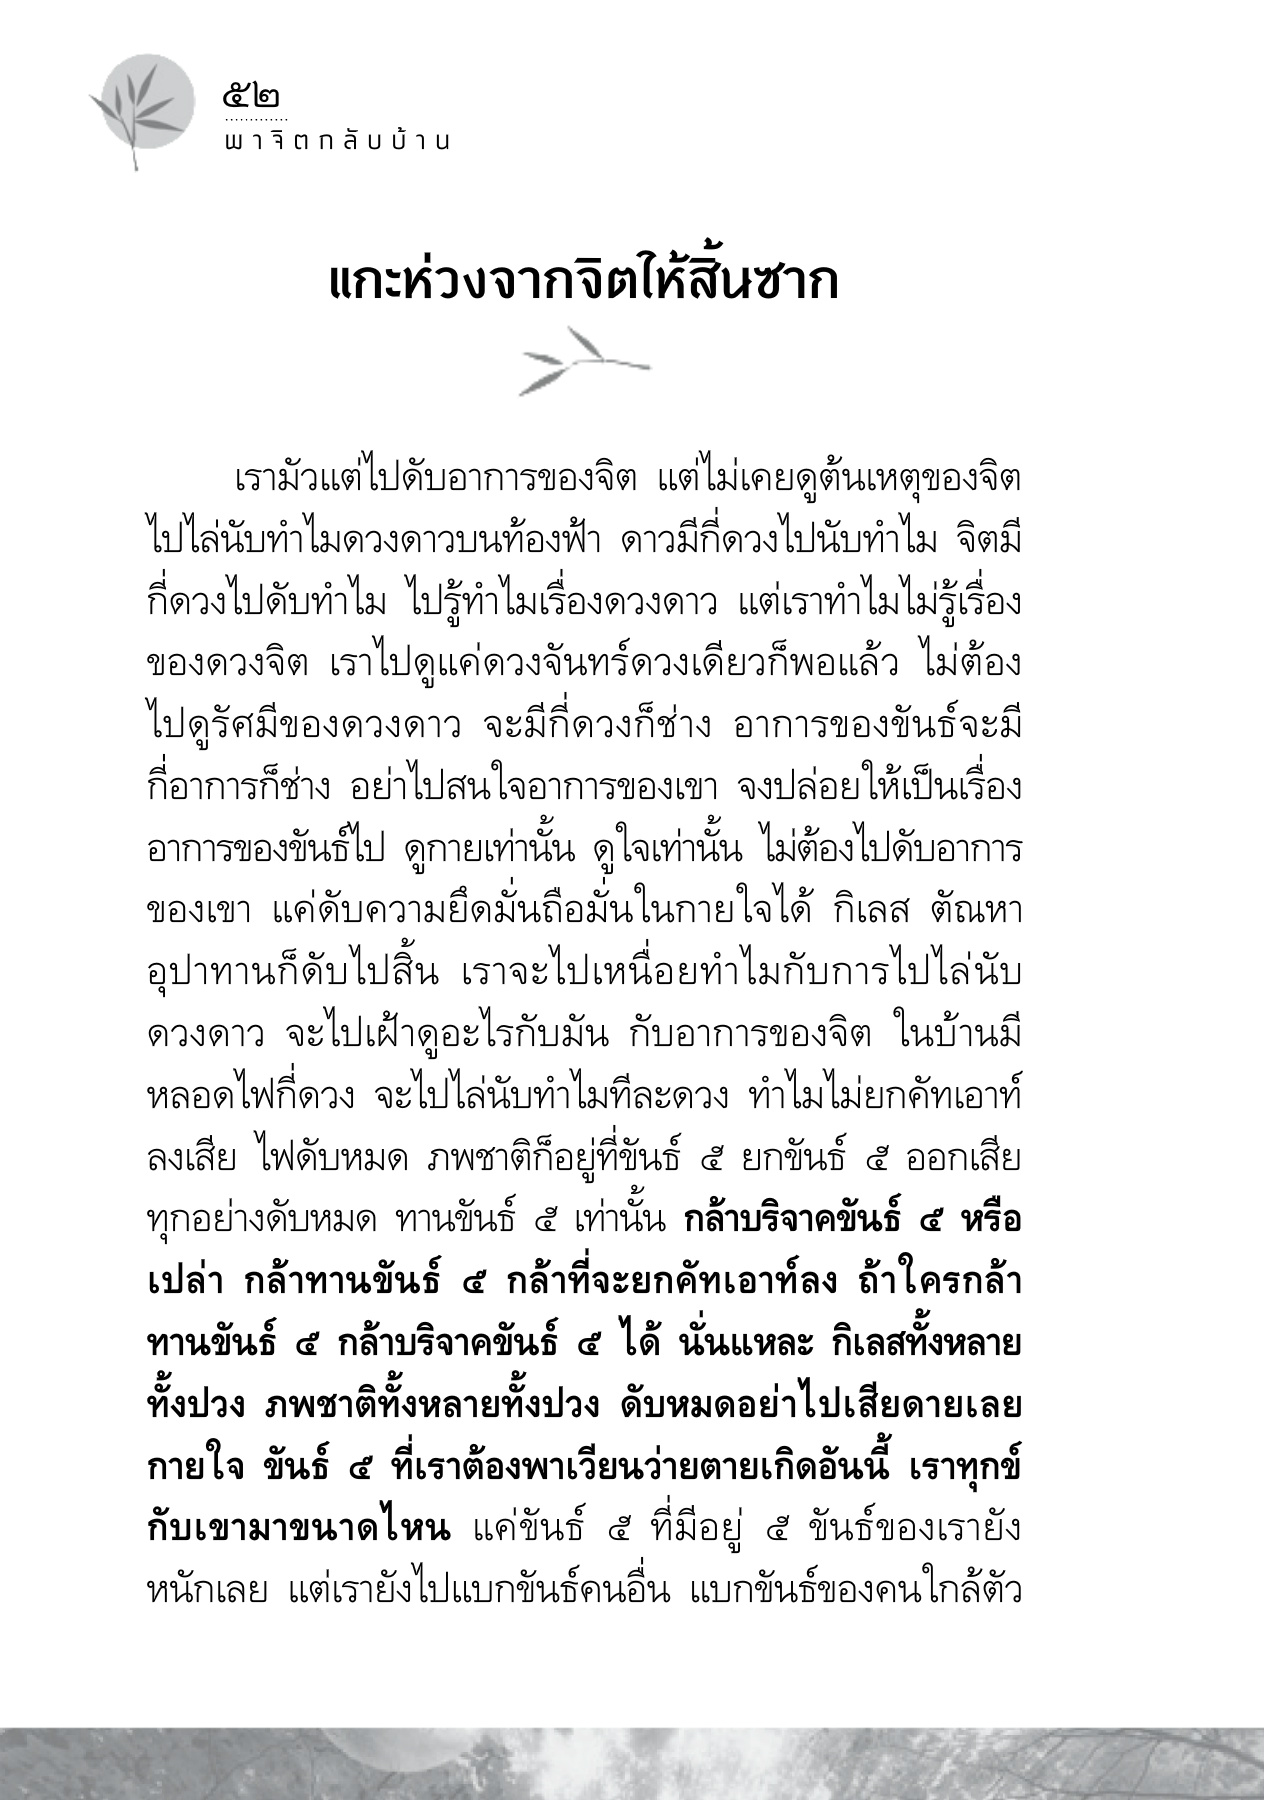 ๕๒
พาจิตกลับบ้าน
แกะห่วงจากจิตให้สิ้นซาก
เรามัวแต่ไปดับอาการของจิต แต่ไม่เคยดูต้นเหตุของจิต
ไปไล่นับทำไมดวงดาวบนท้องฟ้า ดาวมีกี่ดวงไปนับทำไม จิตมี
กี่ดวงไปดับทำไม ไปรู้ทำไมเรื่องดวงดาว แต่เราทำไมไม่รู้เรื่อง
ของดวงจิต เราไปดูแค่ดวงจันทร์ดวงเดียวก็พอแล้ว ไม่ต้อง
ไปดูรัศมีของดวงดาว จะมีกี่ดวงก็ช่าง อาการของขันธ์จะมี
กี่อาการก็ช่าง อย่าไปสนใจอาการของเขา จงปล่อยให้เป็นเรื่อง
อาการของขันธ์ไป ดูกายเท่านั้น ดูใจเท่านั้น ไม่ต้องไปดับอาการ
ของเขา แค่ดับความยึดมั่นถือมั่นในกายใจได้ กิเลส ตัณหา
อุปาทานก็ดับไปสิ้น เราจะไปเหนื่อยทำไมกับการไปไล่นับ
ดวงดาว จะไปเฝ้าดูอะไรกับมัน กับอาการของจิต ในบ้านมี
หลอดไฟกี่ดวง จะไปไล่นับทำไมทีละดวง ทำไมไม่ยกคัทเอาท์
ลงเสีย ไฟดับหมด ภพชาติก็อยู่ที่ขันธ์ ๕ ยกขันธ์ ๕ ออกเสีย
ทุกอย่างดับหมด ทานขันธ์ ๕ เท่านั้น กล้าบริจาคขันธ์ ๕ หรือ
เปล่า กล้าทานขันธ์ ๕ กล้าที่จะยกคัทเอาท์ลง ถ้าใครกล้า
ทานขันธ์ ๕ กล้าบริจาคขันธ์ ๕ ได้ นั่นแหละ กิเลสทั้งหลาย
ทั้งปวง ภพชาติทั้งหลายทั้งปวง ดับหมดอย่าไปเสียดายเลย
กายใจ ขันธ์ ๕ ที่เราต้องพาเวียนว่ายตายเกิดอันนี้ เราทุกข์
กับเขามาขนาดไหน แค่ขันธ์ ๕ ที่มีอยู่ ๕ ขันธ์ของเรายัง
หนักเลย แต่เรายังไปแบกขันธ์คนอื่น แบกขันธ์ของคนใกล้ตัว